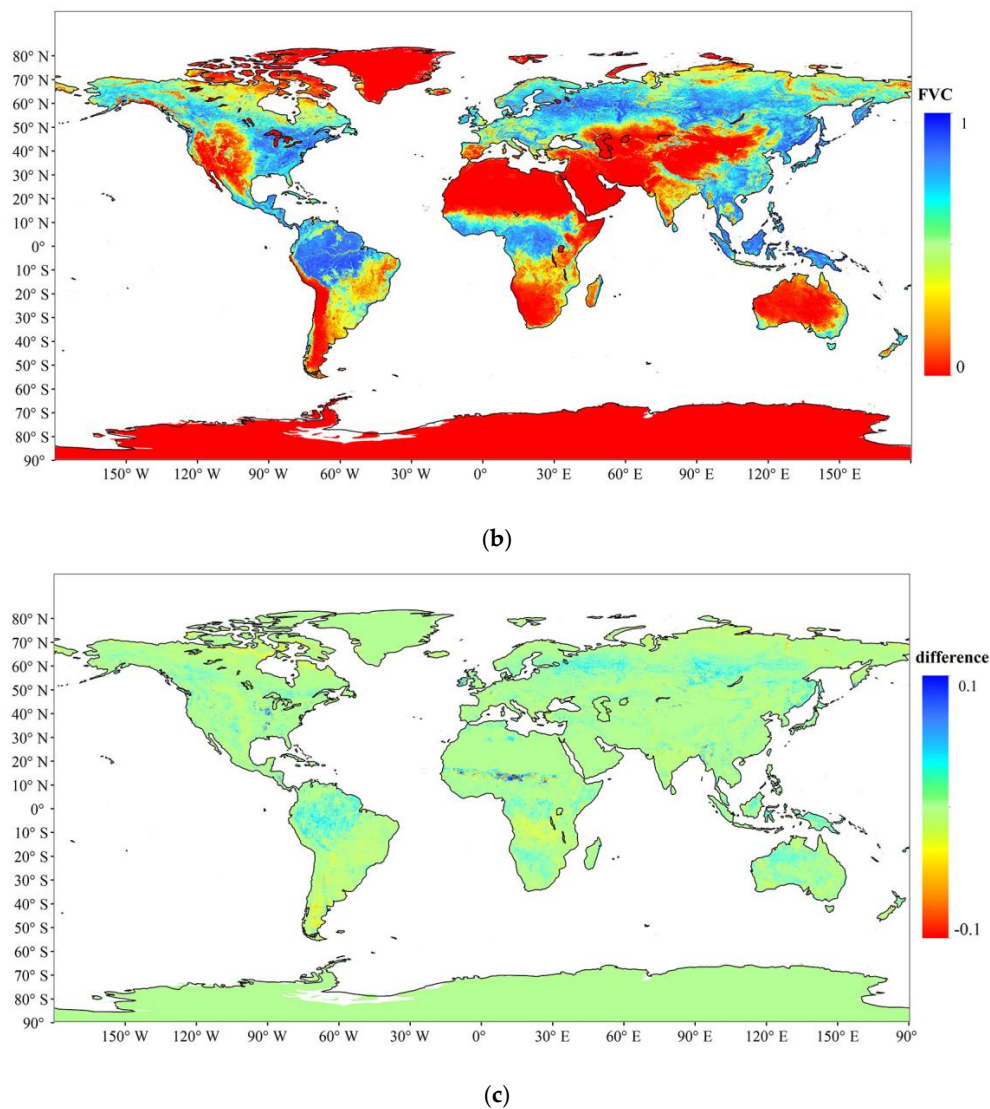 80° N
70° N
60° N
50° N
40° N
30° N
20° N
10° N
0°
10° S
20° S
30° S
40° S
50° S
60° S
70° S
80° S
90°
150° W
120° W
90° W
60° W
30° W
0°
30° E
60° E
90° E
120° E
150° E
FVC
1
0
(b)
80° N
70° N
60° N
50° N
40° N
30° N
20° N
10° N
0°
10° S
20° S
30° S
40° S
50° S
60° S
70° S
80° S
90°
150° W
120° W
90° W
60° W
30° W
0°
30° E
60° E
90° E
120° E
150° E
90°
difference
0.1
-0.1
(c)